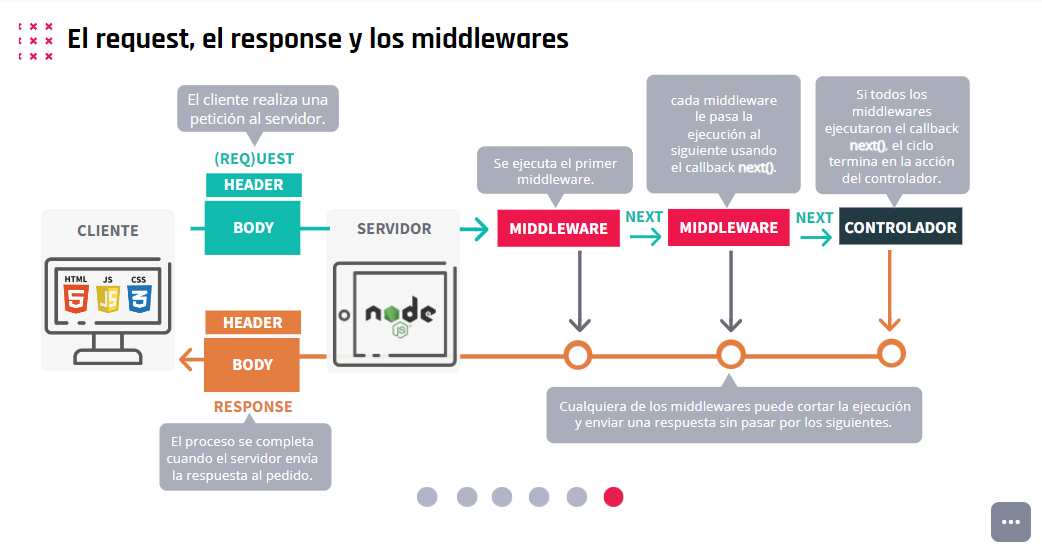 El request, el response y los middlewares
El cliente realiza una
petición al servidor.
(REQ)UEST
HEADER
BODY
CLIENTE
HTML
JS
CSS
5
JS
3
SERVIDOR
node
JS
Se ejecuta el primer
middleware.
cada middleware
le pasa la
ejecución al
siguiente usando
el callback next().
Si todos los
middlewares
ejecutaron el callback
next(), el ciclo
termina en la acción
del controlador.
MIDDLEWARE
NEXT
MIDDLEWARE
NEXT
CONTROLADOR
HEADER
BODY
RESPONSE
El proceso se completa
cuando el servidor envía
la respuesta al pedido.
Cualquiera de los middlewares puede cortar la ejecución
y enviar una respuesta sin pasar por los siguientes.